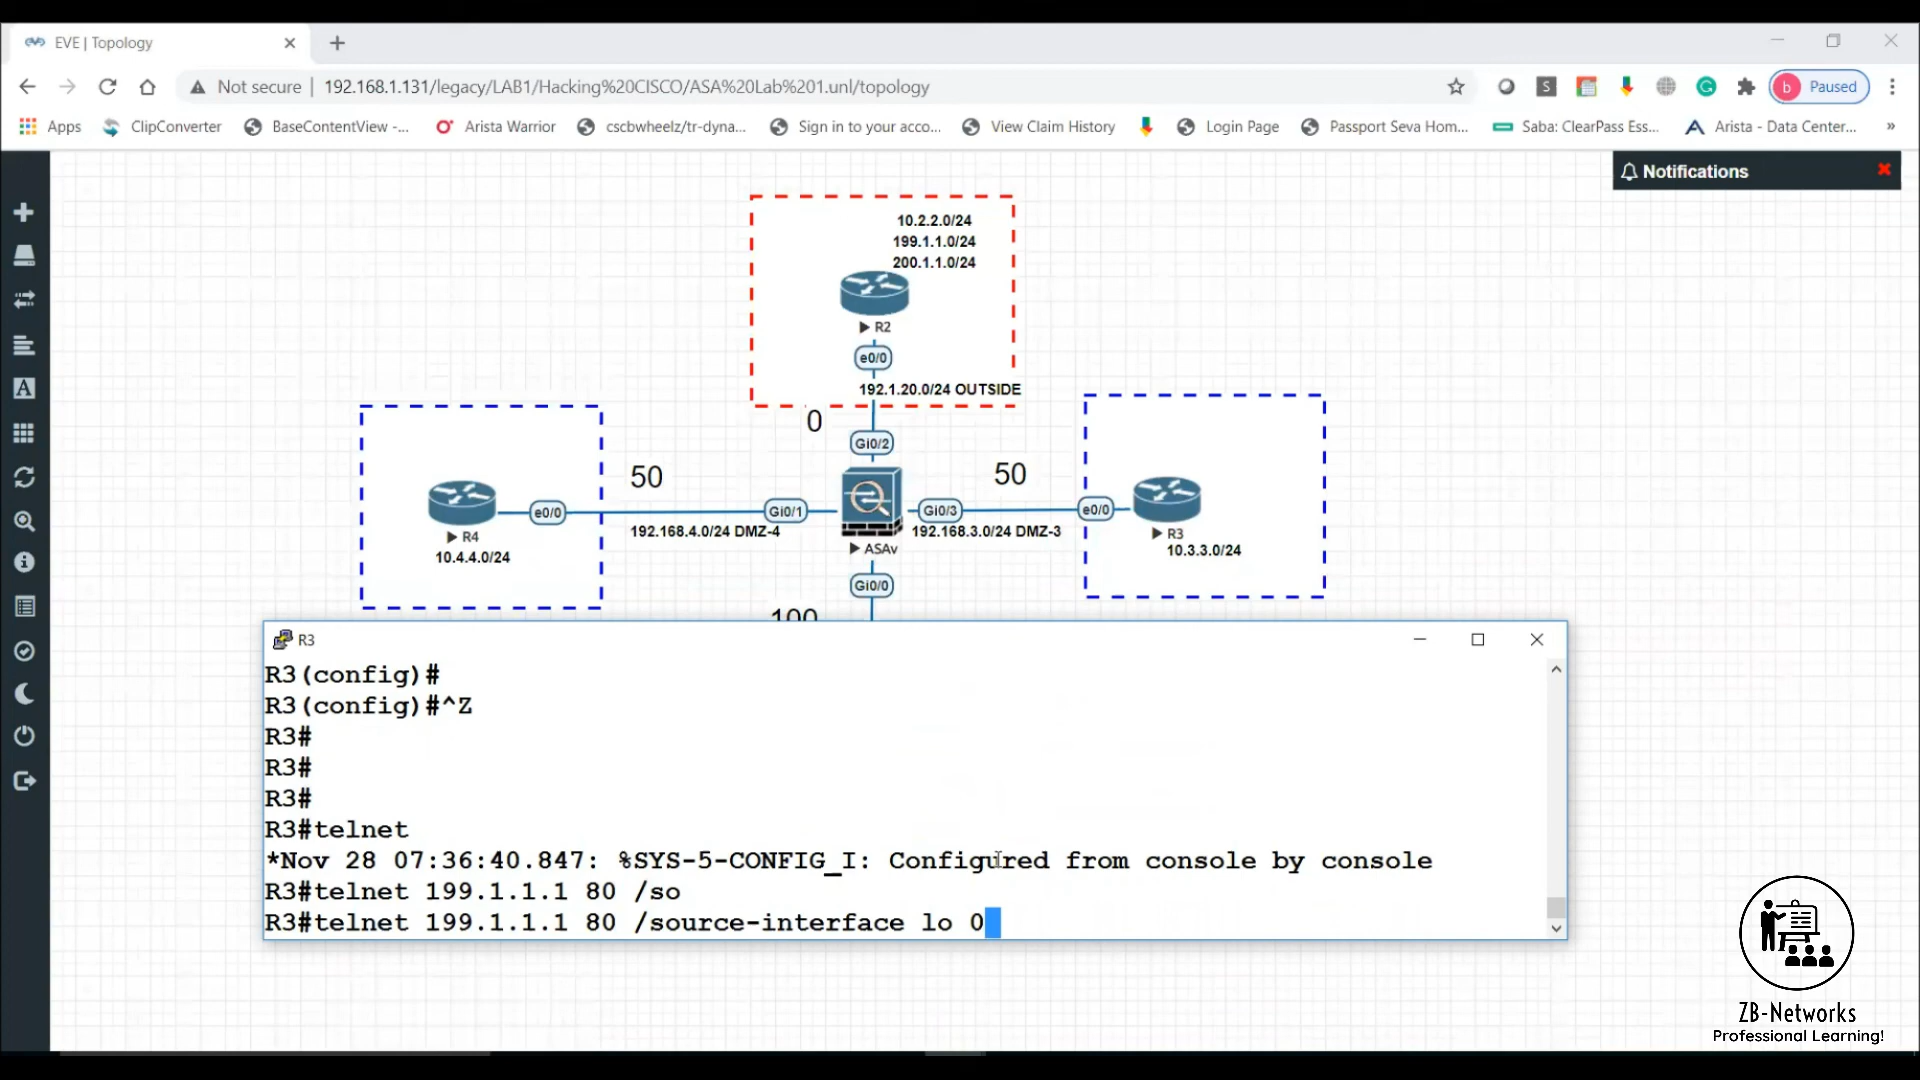 EVE | Topology
Not secure | 192.168.1.131/legacy/LAB1/Hacking%20CISCO/ASA%20Lab%201.unl/topology
S
b Paused
Apps ClipConverter BaseContentView -... Arista Warrior cscbwheelz/tr-dyna... Sign in to your acco... View Claim History Login Page Passport Seva Hom... Saba: ClearPass Ess... Arista - Data Center... »
Notifications
10.2.2.0/24
199.1.1.0/24
200.1.1.0/24
R2
e0/0
192.1.20.0/24 OUTSIDE
0
Gi0/2
50
50
e0/0
Gi0/1
Gi0/3
e0/0
192.168.4.0/24 DMZ-4
192.168.3.0/24 DMZ-3
R4
10.4.4.0/24
ASAv
R3
10.3.3.0/24
Gi0/0
100
R3
R3(config)#
R3(config)#^Z
R3#
R3#
R3#
R3#telnet
*Nov 28 07:36:40.847: %SYS-5-CONFIG_I: Configured from console by console
R3#telnet 199.1.1.1 80 /so
R3#telnet 199.1.1.1 80 /source-interface lo 0
ZB-Networks
Professional Learning!